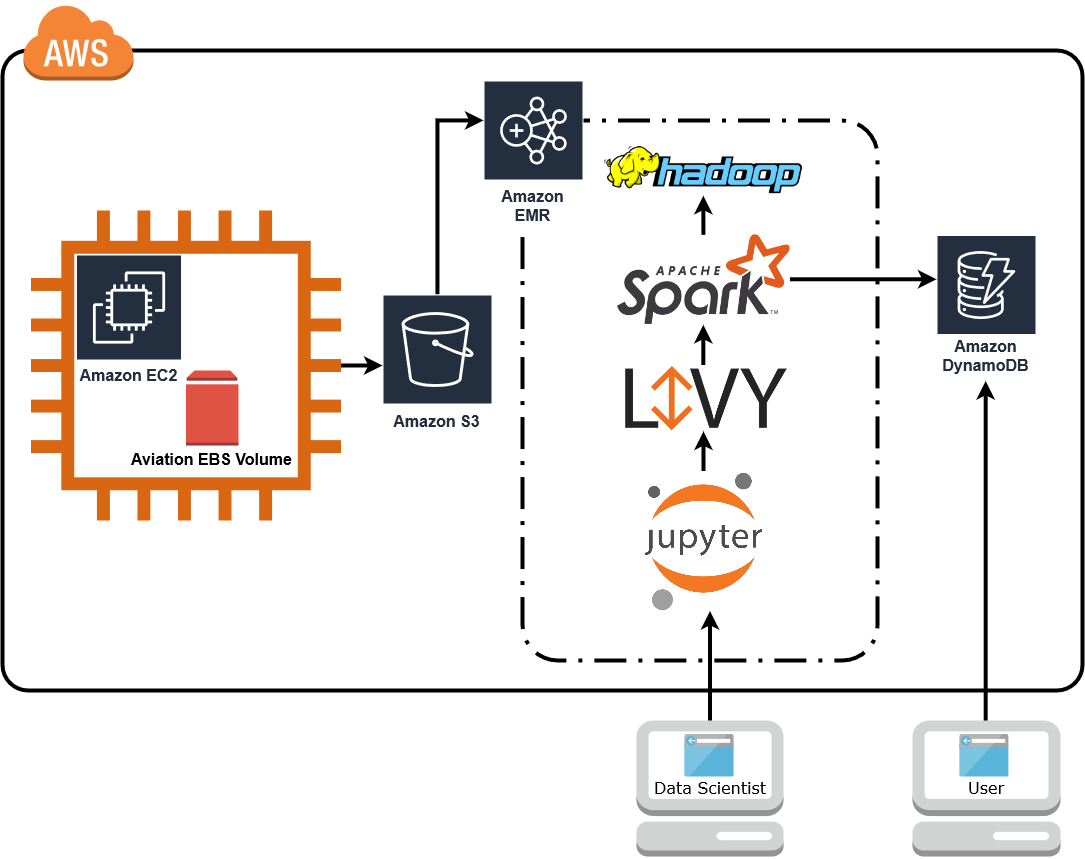 AWS
Amazon
EMR
hadoop
APACHE
Spark™
LIVY
jupyter
Amazon EC2
Aviation EBS Volume
Amazon S3
Amazon
DynamoDB
Data Scientist
User